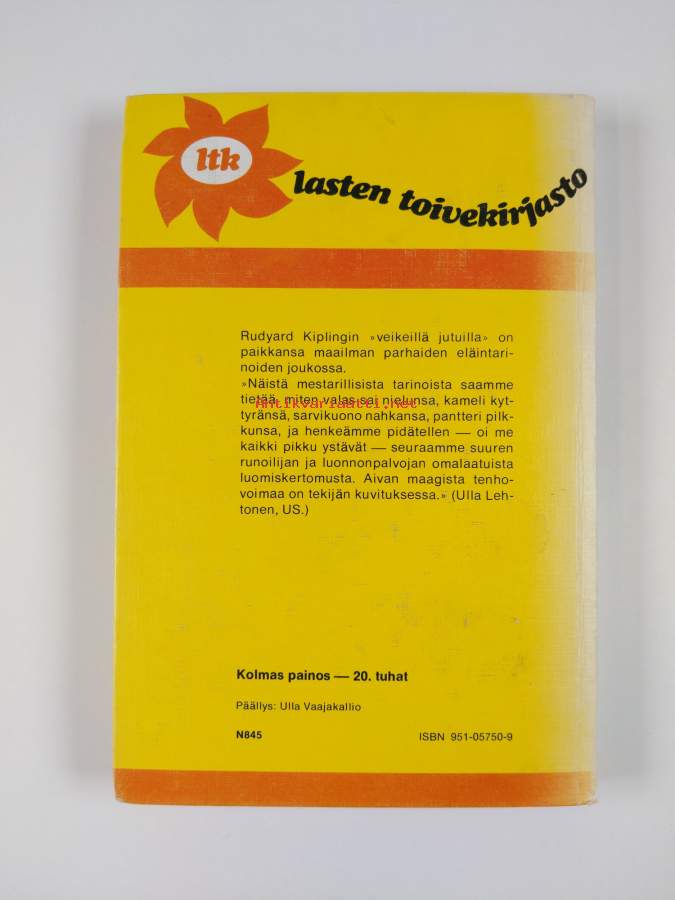 ltk
lasten toivekirjasto
Rudyard Kiplingin »veikeillä jutuilla» on
paikkansa maailman parhaiden eläintari-
noiden joukossa.
»Näistä mestarillisista tarinoista saamme
tietää, miten valas sai nielunsa, kameli kyt-
Antikvariaatti.net
tyränsä, sarvikuono nahkansa, pantteri pilk-
kunsa, ja henkeämme pidätellen — oi me
kaikki pikku ystävät — seuraamme suuren
runoilijan ja luonnonpalvojan omalaatuista
luomiskertomusta. Aivan maagista tenho-
voimaa on tekijän kuvituksessa.» (Ulla Leh-
tonen, US.)
Kolmas painos — 20. tuhat
Päällys: Ulla Vaajakallio
N845 ISBN 951-05750-9